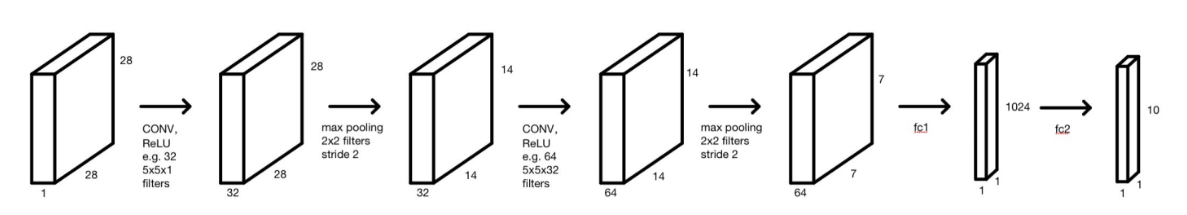 28
28
1
CONV,
ReLU
e.g. 32
5x5x1
filters
28
28
32
max pooling
2x2 filters
stride 2
14
14
32
CONV,
ReLU
e.g. 64
5x5x32
filters
14
14
64
max pooling
2x2 filters
stride 2
7
7
64
fc1
1024
1
1
fc2
10
1
1